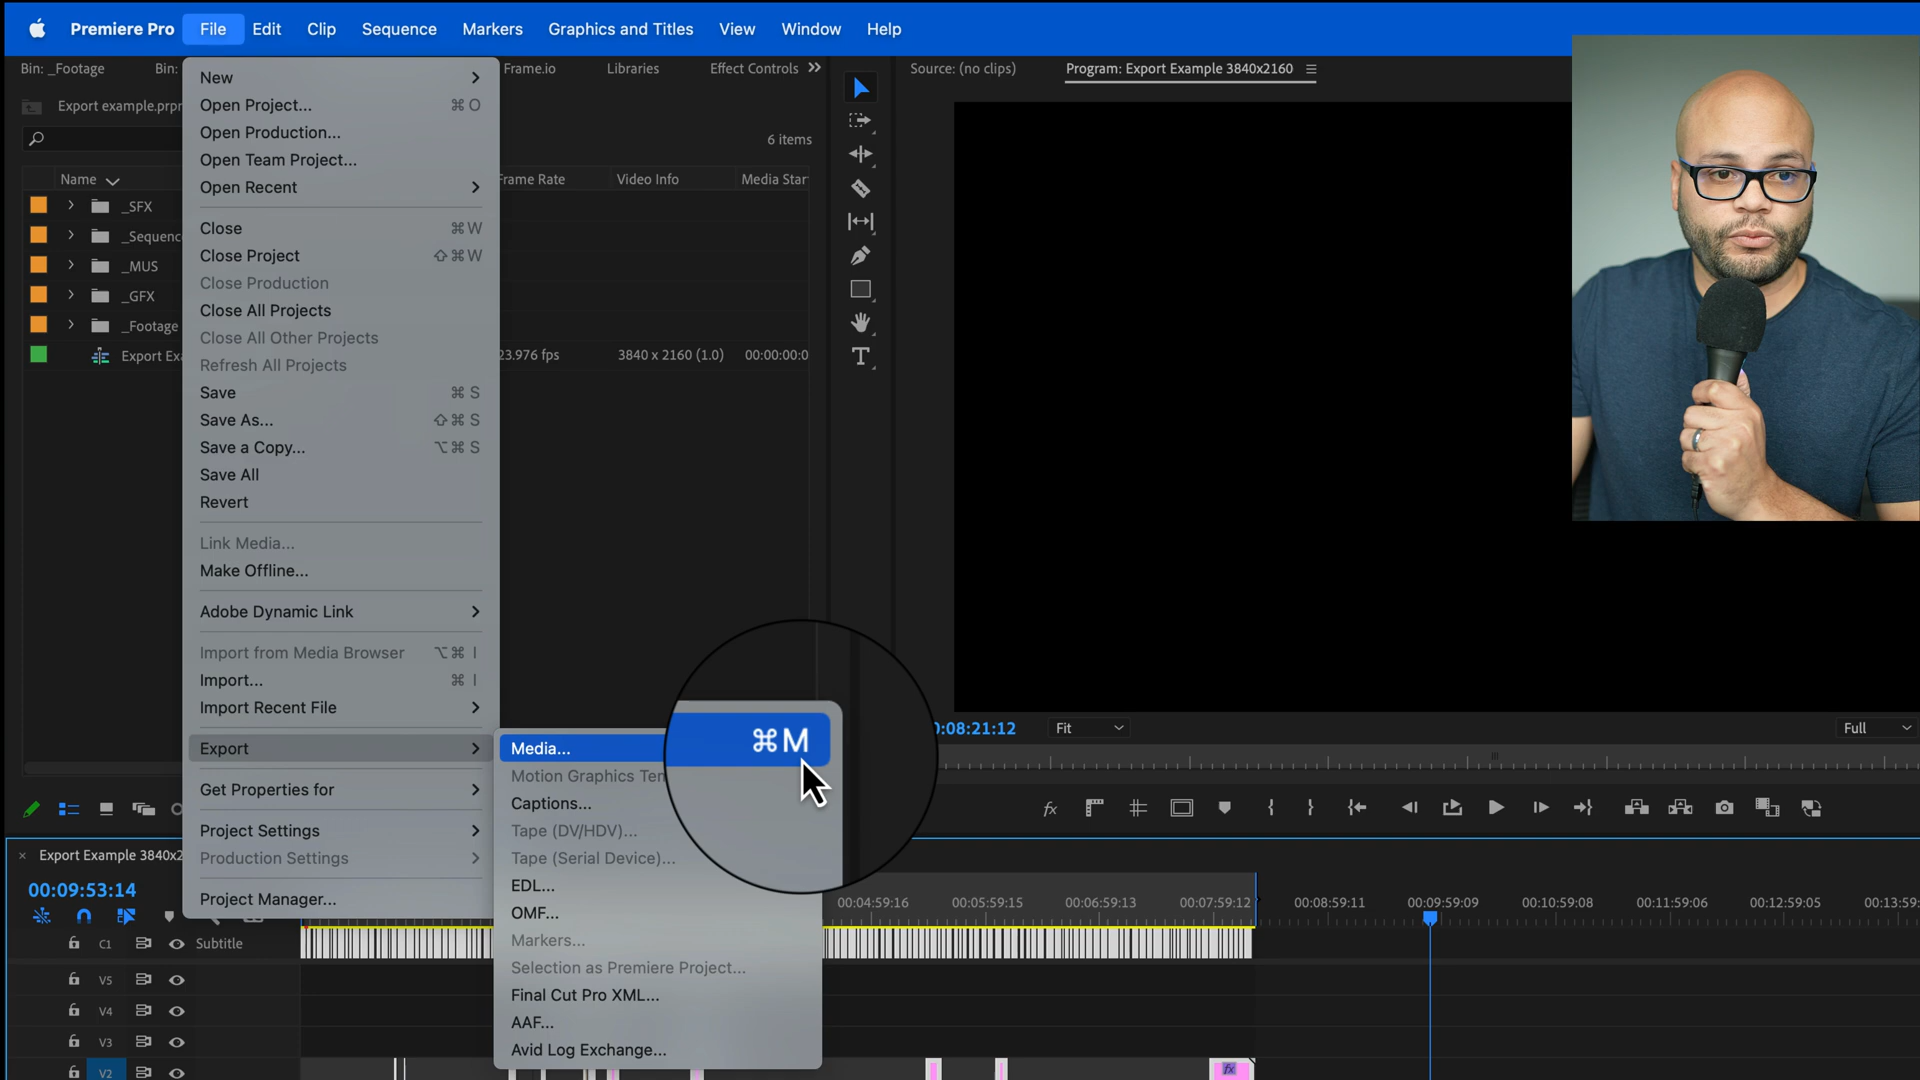 Premiere Pro File Edit Clip Sequence Markers Graphics and Titles View Window Help
Bin: _Footage Bin: Frame.io Libraries Effect Controls Source: (no clips) Program: Export Example 3840x2160
Export example.prpr
6 items
Name Frame Rate Video Info Media Star
_SFX
_Sequenc
_MUS
_GFX
_Footage
Export Exa 23.976 fps 3840 x 2160 (1.0) 00:00:00:0
New
Open Project... ⌘ O
Open Production...
Open Team Project...
Open Recent
Close ⌘ W
Close Project ⇧ ⌘ W
Close Production
Close All Projects
Close All Other Projects
Refresh All Projects
Save ⌘ S
Save As... ⇧ ⌘ S
Save a Copy... ⌥ ⌘ S
Save All
Revert
Link Media...
Make Offline...
Adobe Dynamic Link
Import from Media Browser ⌥ ⌘ I
Import... ⌘ I
Import Recent File
Export
Get Properties for
Project Settings
Production Settings
Project Manager...
Media... ⌘M
Motion Graphics Tem
Captions...
Tape (DV/HDV)...
Tape (Serial Device)...
EDL...
OMF...
Markers...
Selection as Premiere Project...
Final Cut Pro XML...
AAF...
Avid Log Exchange...
0:08:21:12 Fit Full
fx
Export Example 3840x2
00:09:53:14
00:04:59:16 00:05:59:15 00:06:59:13 00:07:59:12 00:08:59:11 00:09:59:09 00:10:59:08 00:11:59:06 00:12:59:05 00:13:59:
C1 Subtitle
V5
V4
V3
V2 fx